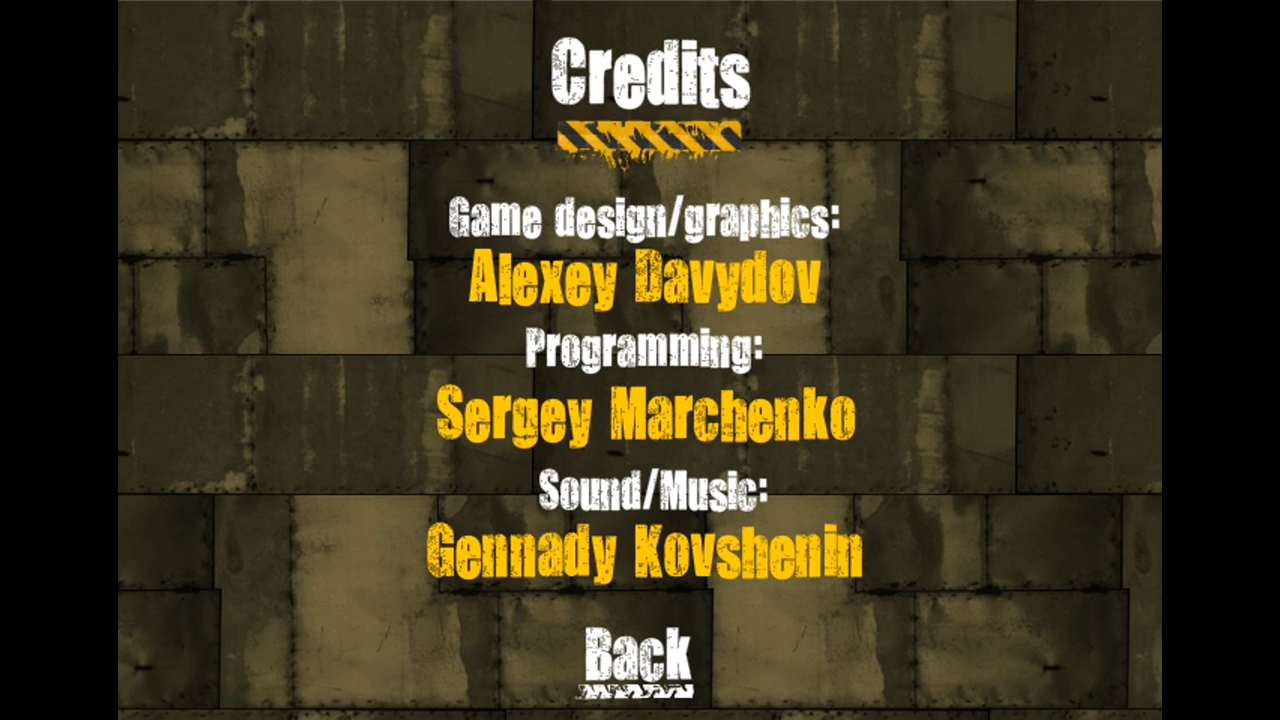 Credits
Game design/graphics:
Alexey Davydov
Programming:
Sergey Marchenko
Sound/Music:
Gennady Kovshenin
Back